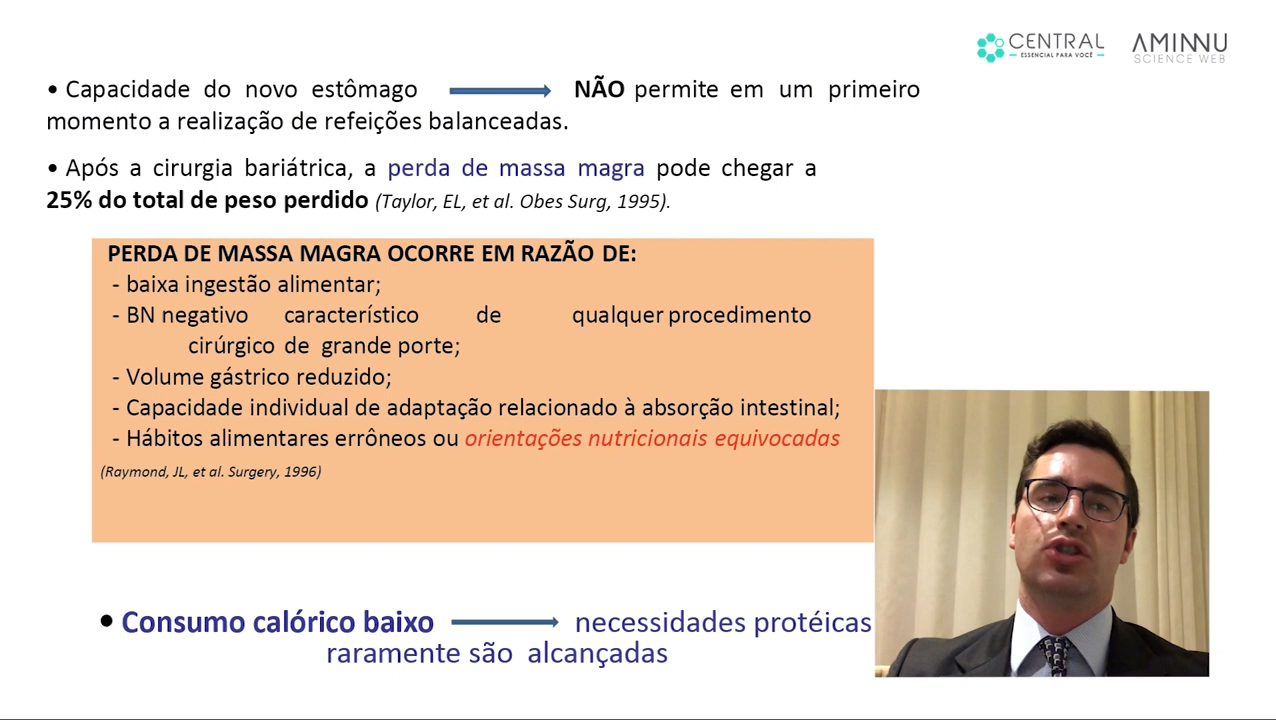 CENTRAL
ESSENCIAL PARA VOCÊ
AMINNU
SCIENCE WEB
• Capacidade do novo estômago NÃO permite em um primeiro
momento a realização de refeições balanceadas.
• Após a cirurgia bariátrica, a perda de massa magra pode chegar a
25% do total de peso perdido (Taylor, EL, et al. Obes Surg, 1995).
PERDA DE MASSA MAGRA OCORRE EM RAZÃO DE:
- baixa ingestão alimentar;
- BN negativo característico de qualquer procedimento
cirúrgico de grande porte;
- Volume gástrico reduzido;
- Capacidade individual de adaptação relacionado à absorção intestinal;
- Hábitos alimentares errôneos ou orientações nutricionais equivocadas
(Raymond, JL, et al. Surgery, 1996)
• Consumo calórico baixo necessidades protéicas
raramente são alcançadas